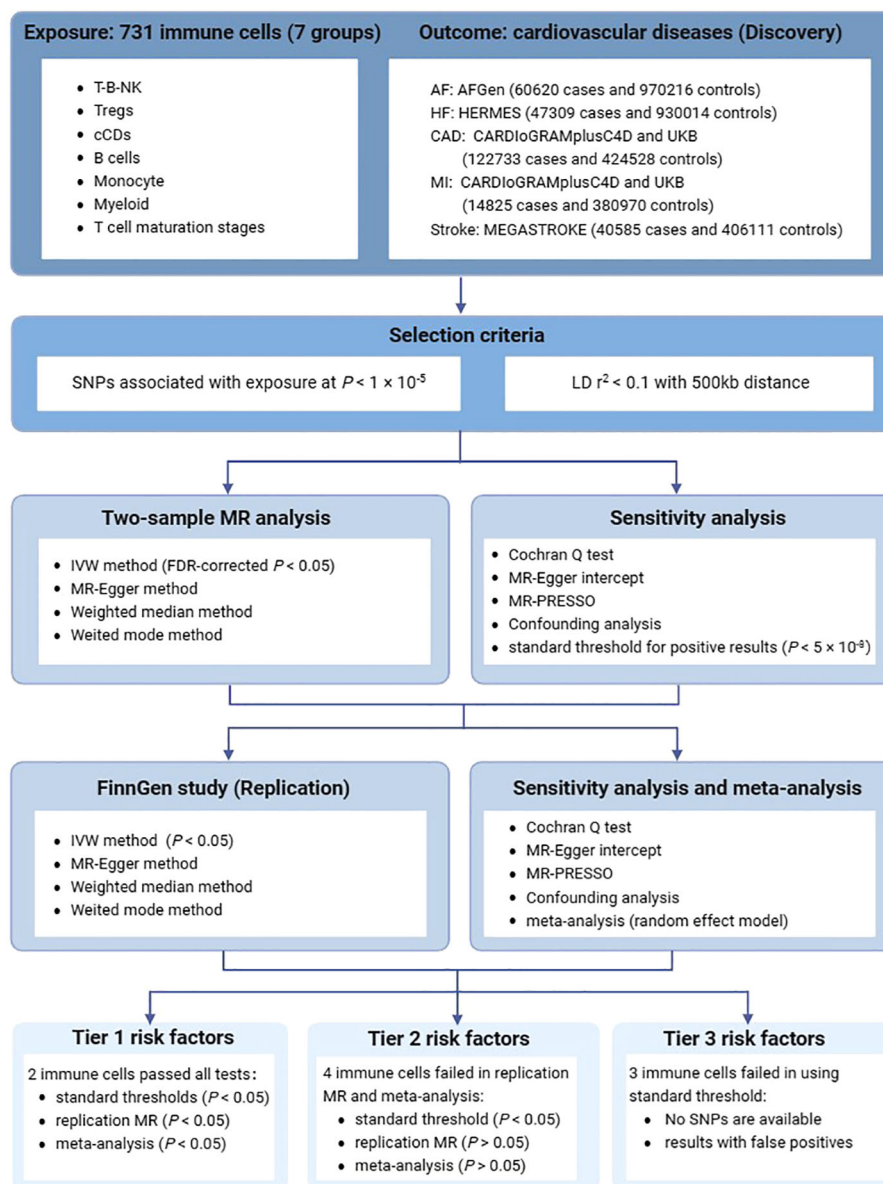 Exposure: 731 immune cells (7 groups)
Outcome: cardiovascular diseases (Discovery)
• T-B-NK
• Tregs
• cCDs
• B cells
• Monocyte
• Myeloid
• T cell maturation stages
AF: AFGen (60620 cases and 970216 controls)
HF: HERMES (47309 cases and 930014 controls)
CAD: CARDIoGRAMplusC4D and UKB
(122733 cases and 424528 controls)
MI: CARDIoGRAMplusC4D and UKB
(14825 cases and 380970 controls)
Stroke: MEGASTROKE (40585 cases and 406111 controls)
Selection criteria
SNPs associated with exposure at P < 1 × 10⁻⁵
LD r² < 0.1 with 500kb distance
Two-sample MR analysis
• IVW method (FDR-corrected P < 0.05)
• MR-Egger method
• Weighted median method
• Weited mode method
Sensitivity analysis
• Cochran Q test
• MR-Egger intercept
• MR-PRESSO
• Confounding analysis
• standard threshold for positive results (P < 5 × 10⁻⁸)
FinnGen study (Replication)
• IVW method (P < 0.05)
• MR-Egger method
• Weighted median method
• Weited mode method
Sensitivity analysis and meta-analysis
• Cochran Q test
• MR-Egger intercept
• MR-PRESSO
• Confounding analysis
• meta-analysis (random effect model)
Tier 1 risk factors
2 immune cells passed all tests:
• standard thresholds (P < 0.05)
• replication MR (P < 0.05)
• meta-analysis (P < 0.05)
Tier 2 risk factors
4 immune cells failed in replication
MR and meta-analysis:
• standard threshold (P < 0.05)
• replication MR (P > 0.05)
• meta-analysis (P > 0.05)
Tier 3 risk factors
3 immune cells failed in using
standard threshold:
• No SNPs are available
• results with false positives